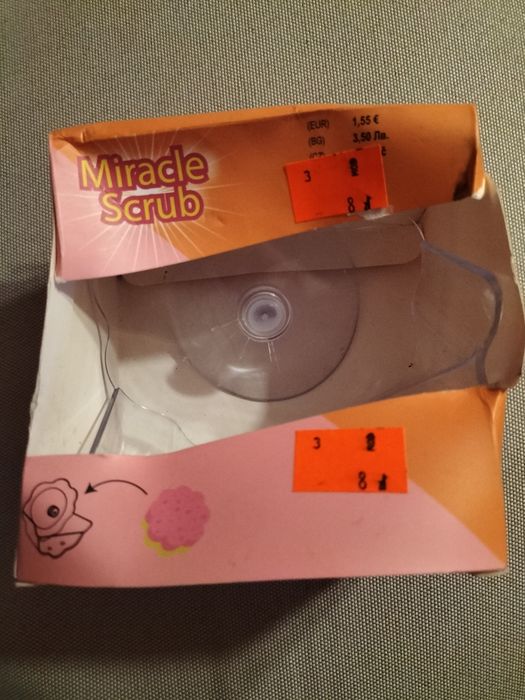 Miracle
Scrub
(EUR) 1,55 €
(BG) 3,50 Лв.
3
8
3
8